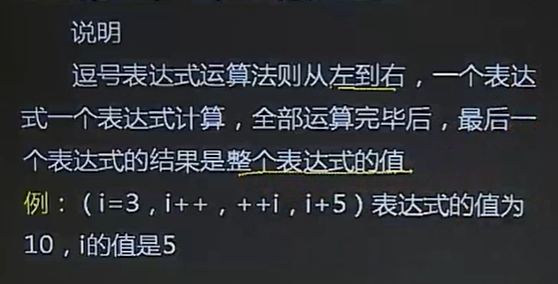 说明
逗号表达式运算法则从左到右，一个表达
式一个表达式计算，全部运算完毕后，最后一
个表达式的结果是整个表达式的值
例：（i=3，i++，++i，i+5）表达式的值为
10，i的值是5